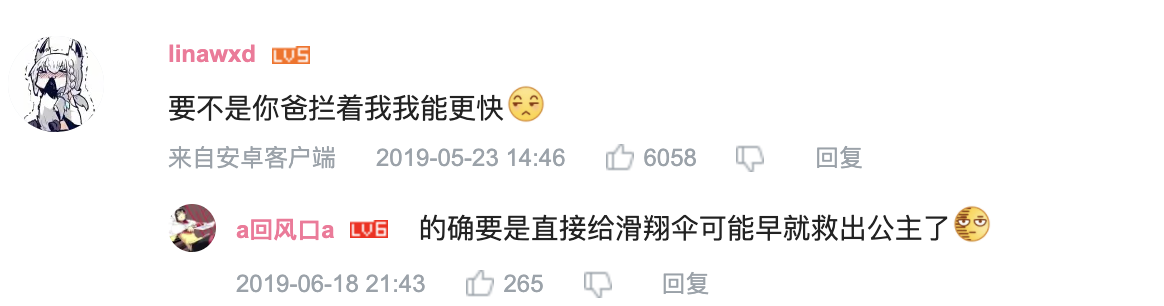 linawxd LV5
要不是你爸拦着我我能更快
来自安卓客户端 2019-05-23 14:46 6058 回复
a回风口a LV6 的确要是直接给滑翔伞可能早就救出公主了
2019-06-18 21:43 265 回复